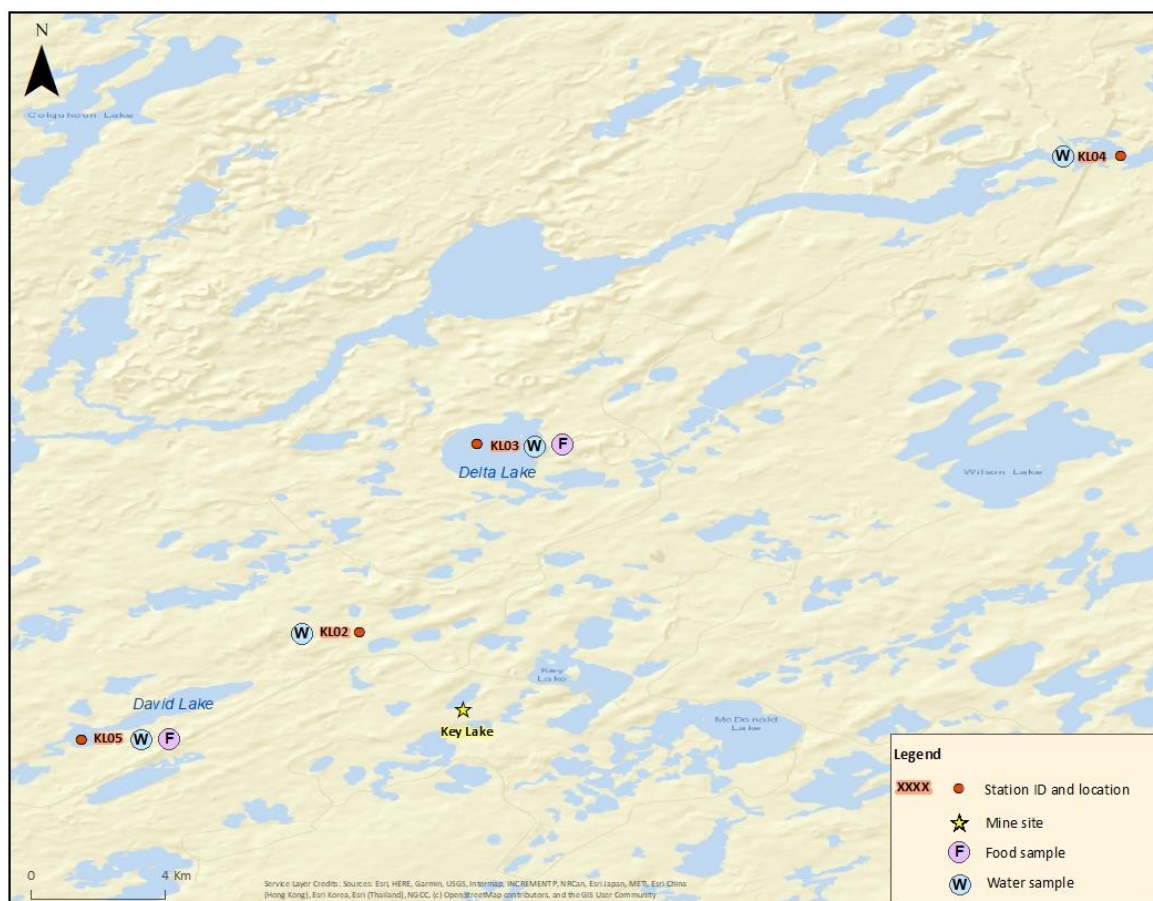 N
Colquhoun Lake
W KL04
KL03 W F
Delta Lake
Wilson Lake
W KL02
Key
Lake
David Lake
McDonald
Lake
Key Lake
KL05 W F
Legend
XXXX Station ID and location
Mine site
F Food sample
W Water sample
0 4 Km
Service Layer Credits: Sources: Esri, HERE, Garmin, USGS, Intermap, INCREMENT P, NRCan, Esri Japan, METI, Esri China
(Hong Kong), Esri Korea, Esri (Thailand), NGCC, (c) OpenStreetMap contributors, and the GIS User Community